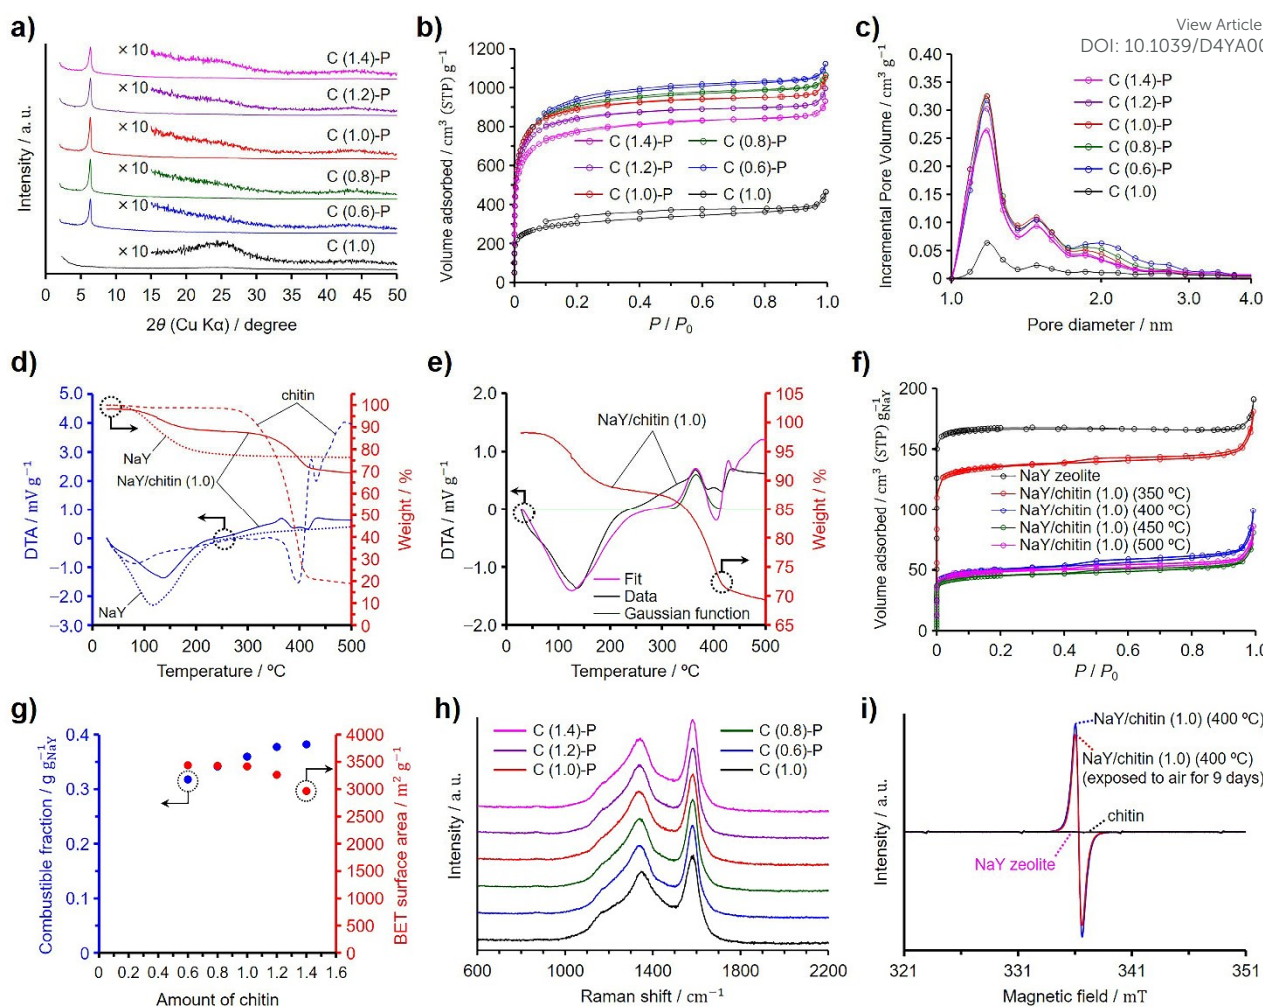 View Article
DOI: 10.1039/D4YA00
a)
Intensity / a. u.
× 10 C (1.4)-P
× 10 C (1.2)-P
× 10 C (1.0)-P
× 10 C (0.8)-P
× 10 C (0.6)-P
× 10 C (1.0)
0 5 10 15 20 25 30 35 40 45 50
2θ (Cu Kα) / degree
b)
Volume adsorbed / cm³ (STP) g⁻¹
1200
1000
800
600
400
200
0
C (1.4)-P C (0.8)-P
C (1.2)-P C (0.6)-P
C (1.0)-P C (1.0)
0 0.2 0.4 0.6 0.8 1.0
P / P₀
c)
Incremental Pore Volume / cm³ g⁻¹
0.40
0.35
0.30
0.25
0.20
0.15
0.10
0.05
0
C (1.4)-P
C (1.2)-P
C (1.0)-P
C (0.8)-P
C (0.6)-P
C (1.0)
1.0 2.0 3.0 4.0
Pore diameter / nm
d)
DTA / mV g⁻¹
5.0
4.0
3.0
2.0
1.0
0
−1.0
−2.0
−3.0
chitin
NaY
NaY/chitin (1.0)
NaY
100
90
80
70
60
50
40
30
20
10
0
Weight / %
0 100 200 300 400 500
Temperature / ºC
e)
DTA / mV g⁻¹
2.0
1.0
0
−1.0
−2.0
NaY/chitin (1.0)
Fit
Data
Gaussian function
105
100
95
90
85
80
75
70
65
Weight / %
0 100 200 300 400 500
Temperature / ºC
f)
Volume adsorbed / cm³ (STP) g⁻¹NaY
200
150
100
50
0
NaY zeolite
NaY/chitin (1.0) (350 ºC)
NaY/chitin (1.0) (400 ºC)
NaY/chitin (1.0) (450 ºC)
NaY/chitin (1.0) (500 ºC)
0 0.2 0.4 0.6 0.8 1.0
P / P₀
g)
Combustible fraction / g g⁻¹NaY
0.4
0.3
0.2
0.1
0
4000
3500
3000
2500
2000
1500
1000
500
0
BET surface area / m² g⁻¹
0 0.2 0.4 0.6 0.8 1.0 1.2 1.4 1.6
Amount of chitin
h)
Intensity / a. u.
C (1.4)-P C (0.8)-P
C (1.2)-P C (0.6)-P
C (1.0)-P C (1.0)
600 1000 1400 1800 2200
Raman shift / cm⁻¹
i)
Intensity / a. u.
NaY/chitin (1.0) (400 ºC)
NaY/chitin (1.0) (400 ºC)
(exposed to air for 9 days)
chitin
NaY zeolite
321 331 341 351
Magnetic field / mT